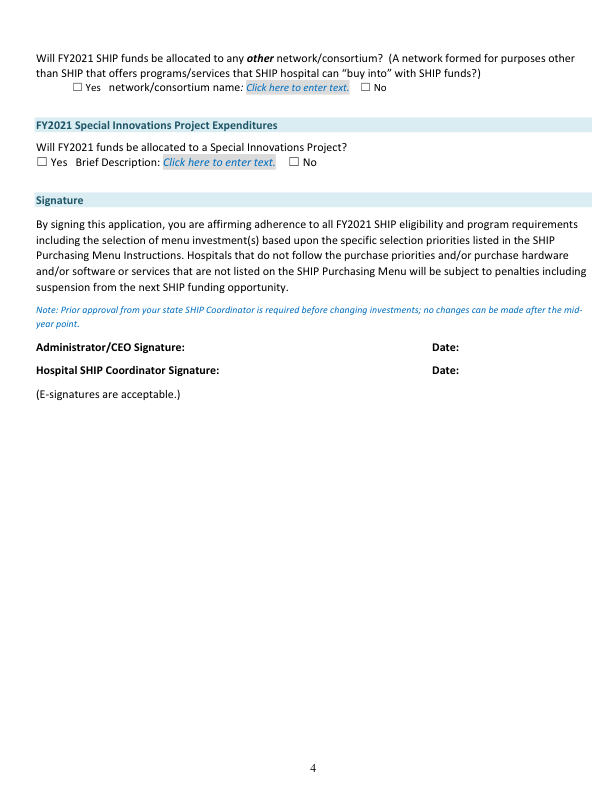 Will FY2021 SHIP funds be allocated to any other network/consortium?  (A network formed for purposes other
than SHIP that offers programs/services that SHIP hospital can “buy into” with SHIP funds?)
☐ Yes  network/consortium name: Click here to enter text.  ☐ No
FY2021 Special Innovations Project Expenditures
Will FY2021 funds be allocated to a Special Innovations Project?
☐ Yes  Brief Description: Click here to enter text.  ☐ No
Signature
By signing this application, you are affirming adherence to all FY2021 SHIP eligibility and program requirements
including the selection of menu investment(s) based upon the specific selection priorities listed in the SHIP
Purchasing Menu Instructions. Hospitals that do not follow the purchase priorities and/or purchase hardware
and/or software or services that are not listed on the SHIP Purchasing Menu will be subject to penalties including
suspension from the next SHIP funding opportunity.
Note: Prior approval from your state SHIP Coordinator is required before changing investments; no changes can be made after the mid-
year point.
Administrator/CEO Signature:  Date:
Hospital SHIP Coordinator Signature:  Date:
(E-signatures are acceptable.)
4